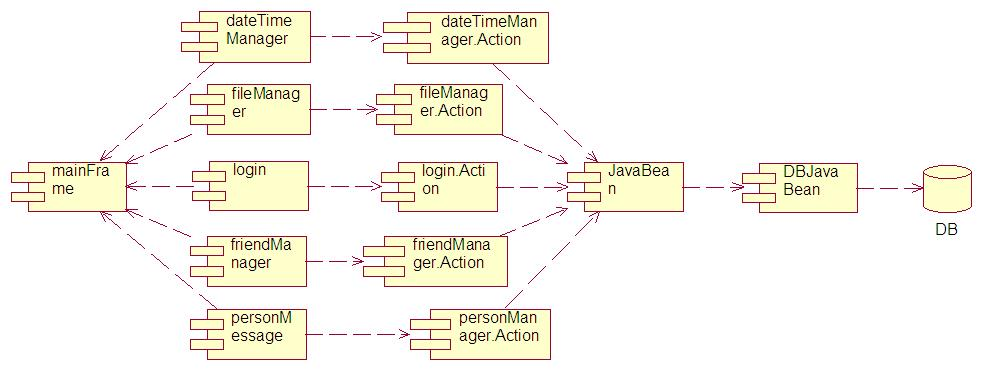 dateTime
Manager
dateTimeMan
ager.Action
fileManag
er
fileManag
er.Action
mainFra
me
login
login.Acti
on
JavaBea
n
DBJava
Bean
DB
friendMa
nager
friendMana
ger.Action
personM
essage
personMan
ager.Action